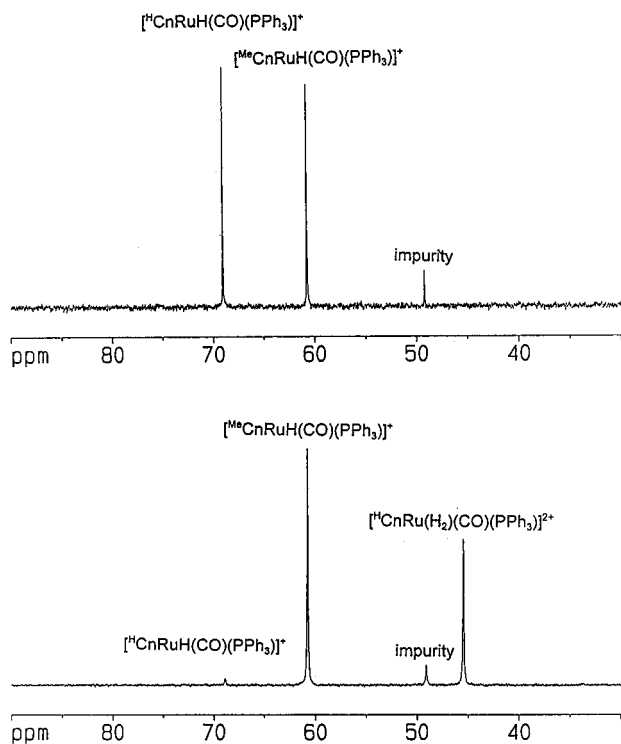 [ᴴCnRuH(CO)(PPh₃)]⁺
[ᴹᵉCnRuH(CO)(PPh₃)]⁺
impurity
ppm 80 70 60 50 40
[ᴹᵉCnRuH(CO)(PPh₃)]⁺
[ᴴCnRu(H₂)(CO)(PPh₃)]²⁺
[ᴴCnRuH(CO)(PPh₃)]⁺
impurity
ppm 80 70 60 50 40